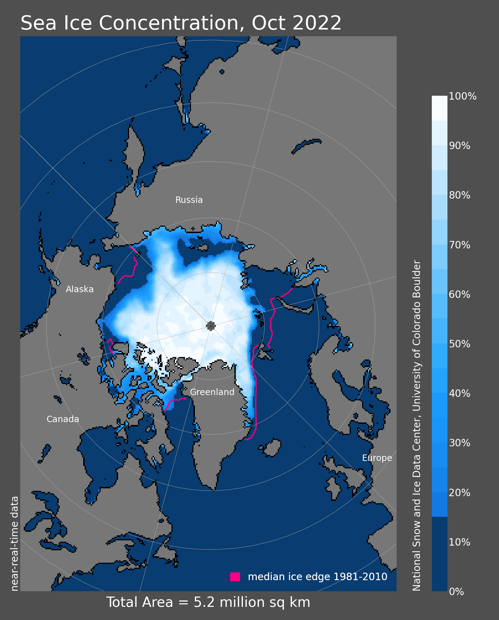 Sea Ice Concentration, Oct 2022
Russia
Alaska
Greenland
Canada
Europe
near-real-time data
median ice edge 1981-2010
Total Area = 5.2 million sq km
100%
90%
80%
70%
60%
50%
40%
30%
20%
10%
0%
National Snow and Ice Data Center, University of Colorado Boulder